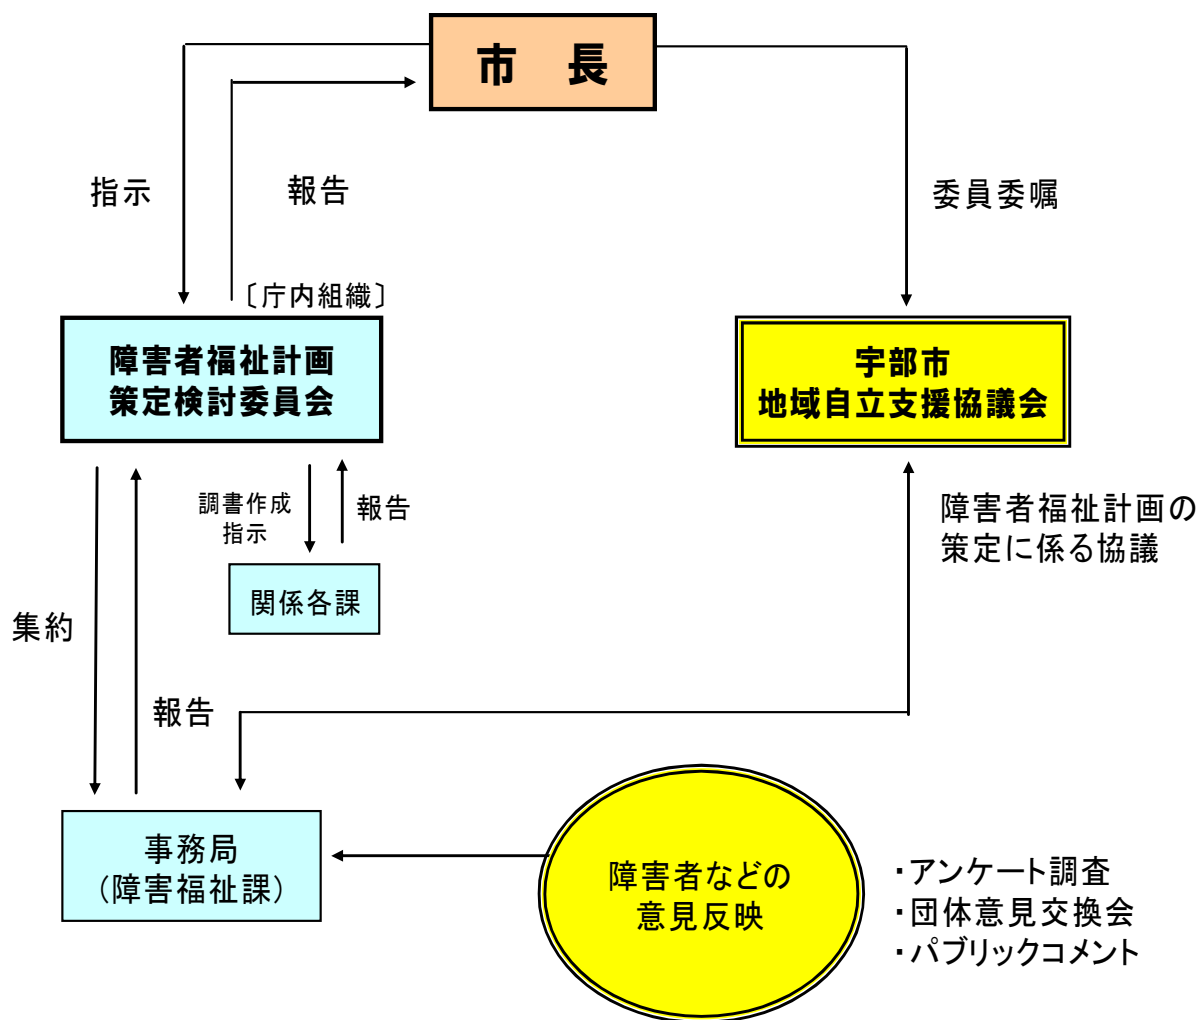 市　長
指示
報告
委員委嘱
〔庁内組織〕
障害者福祉計画
策定検討委員会
宇部市
地域自立支援協議会
調書作成
指示
報告
障害者福祉計画の
策定に係る協議
関係各課
集約
報告
事務局
（障害福祉課）
障害者などの
意見反映
・アンケート調査
・団体意見交換会
・パブリックコメント